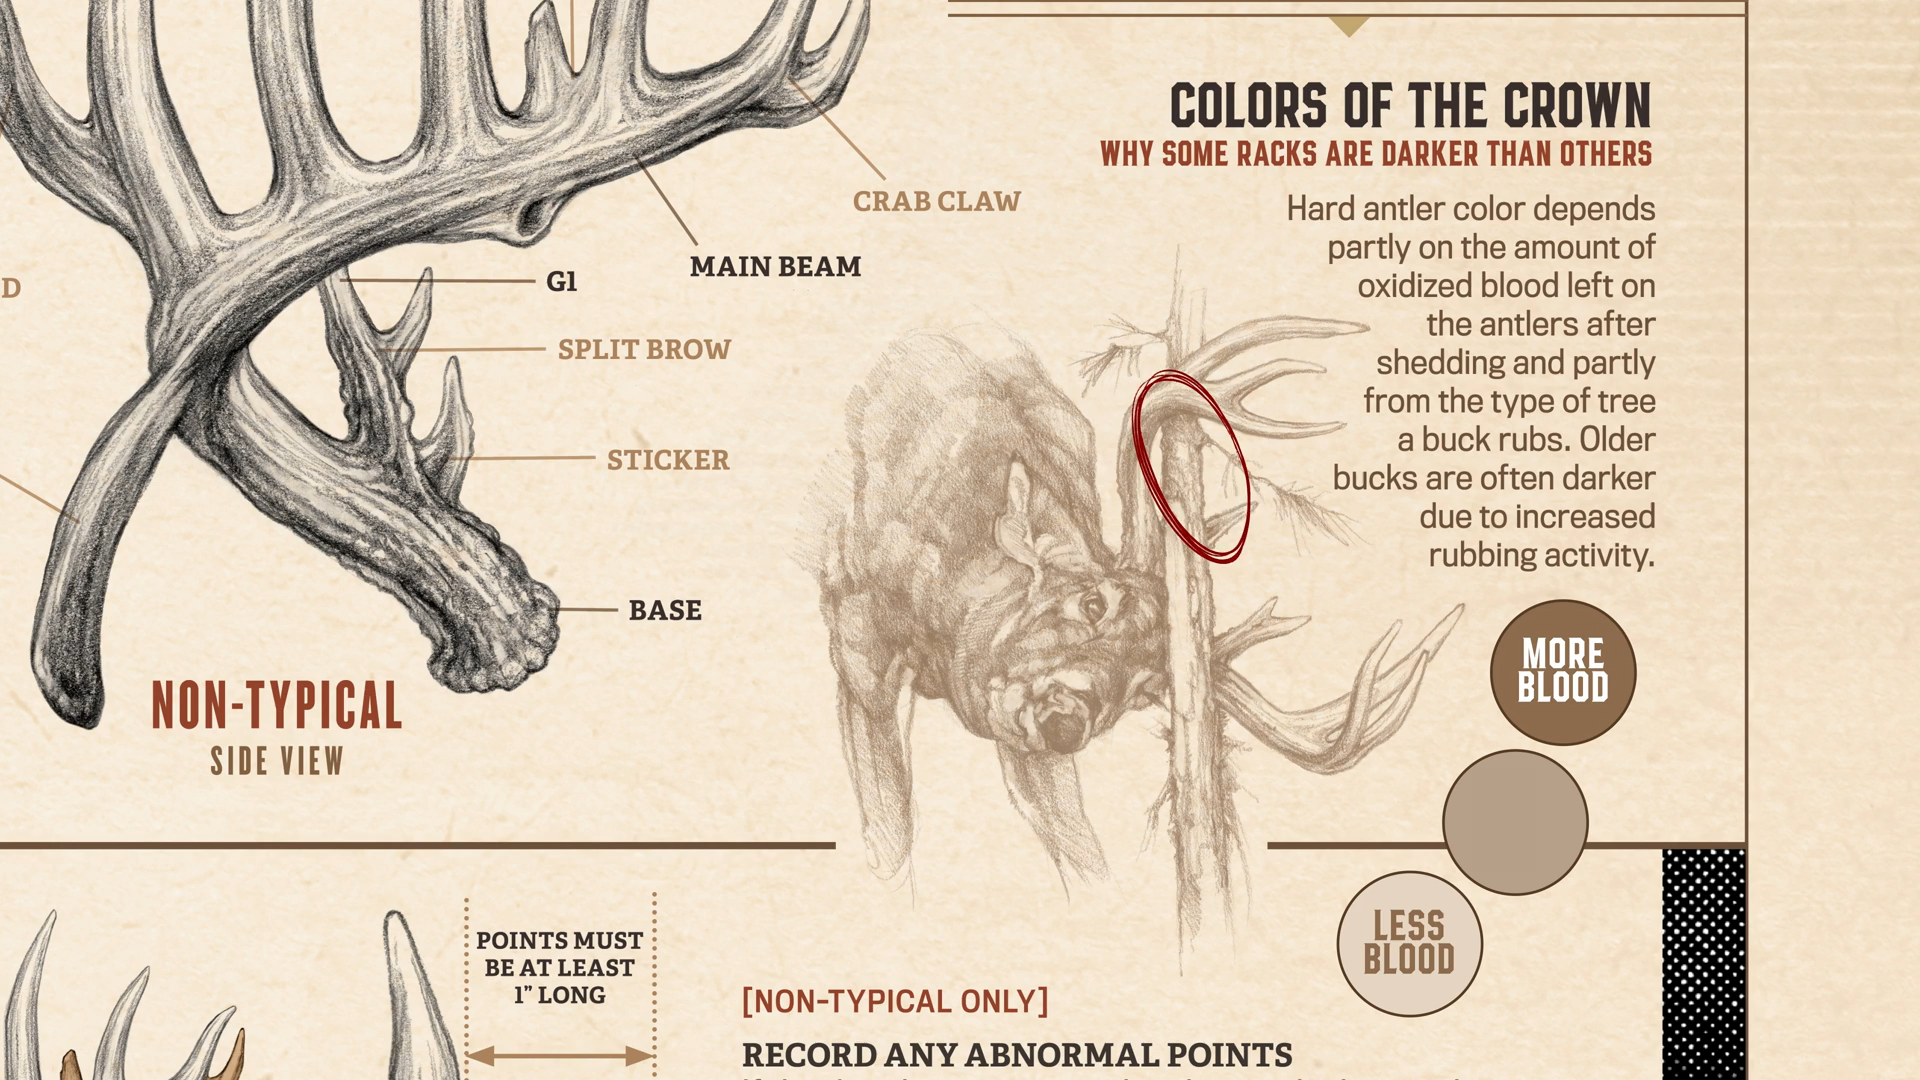 COLORS OF THE CROWN
WHY SOME RACKS ARE DARKER THAN OTHERS
Hard antler color depends
partly on the amount of
oxidized blood left on
the antlers after
shedding and partly
from the type of tree
a buck rubs. Older
bucks are often darker
due to increased
rubbing activity.
MORE
BLOOD
LESS
BLOOD
CRAB CLAW
MAIN BEAM
D
G1
SPLIT BROW
STICKER
BASE
NON-TYPICAL
SIDE VIEW
POINTS MUST
BE AT LEAST
1” LONG
[NON-TYPICAL ONLY]
RECORD ANY ABNORMAL POINTS